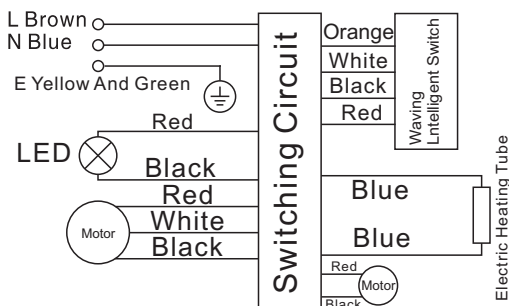 L Brown
N Blue
E Yellow And Green
LED
Red
Black
Motor
Red
White
Black
Switching Circuit
Orange
White
Black
Red
Waving
Lntelligent Switch
Blue
Blue
Electric Heating Tube
Red
Motor
Black